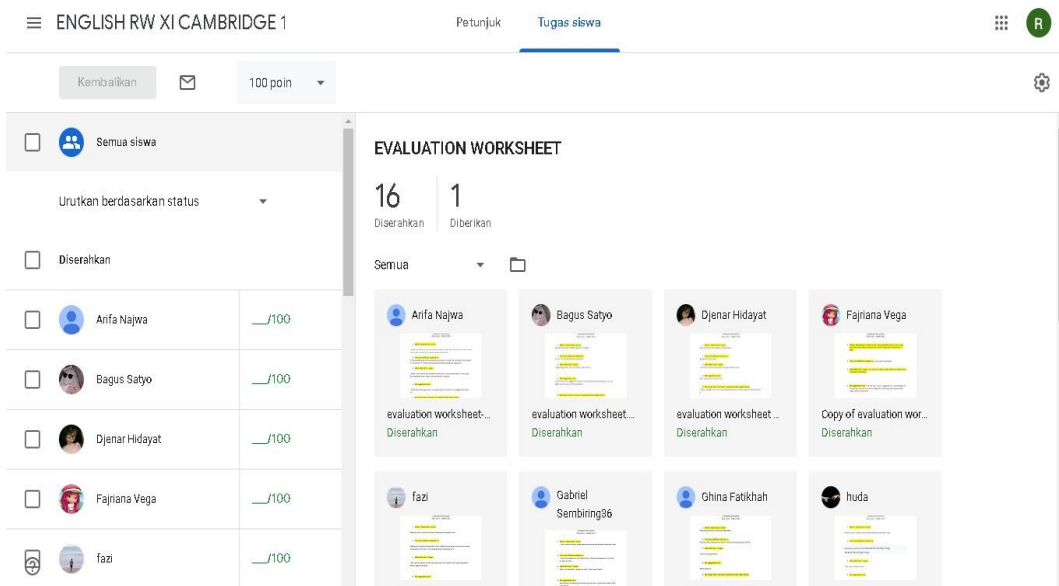 ENGLISH RW XI CAMBRIDGE 1
Petunjuk
Tugas siswa
R
Kembalikan
100 poin
Semua siswa
Urutkan berdasarkan status
Diserahkan
Arifa Najwa
__/100
Bagus Satyo
__/100
Djenar Hidayat
__/100
Fajriana Vega
__/100
fazi
__/100
EVALUATION WORKSHEET
16
Diserahkan
1
Diberikan
Semua
Arifa Najwa
evaluation worksheet-...
Diserahkan
Bagus Satyo
evaluation worksheet....
Diserahkan
Djenar Hidayat
evaluation worksheet ...
Diserahkan
Fajriana Vega
Copy of evaluation wor...
Diserahkan
fazi
Gabriel
Sembiring36
Ghina Fatikhah
huda